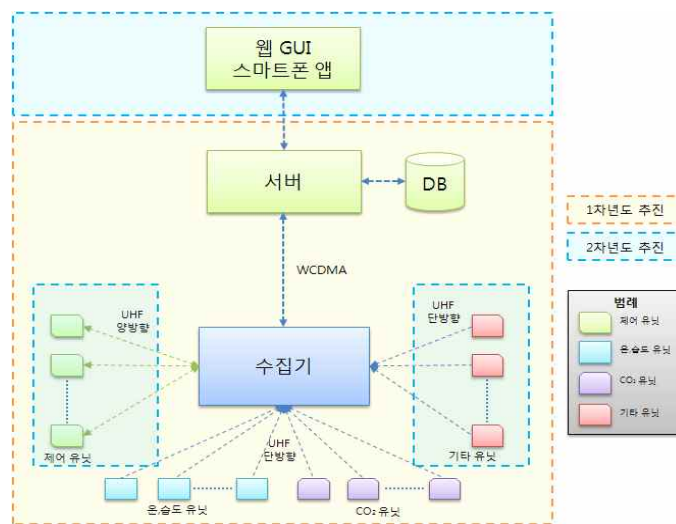 웹 GUI
스마트폰 앱
서버
DB
WCDMA
1차년도 추진
2차년도 추진
UHF
양방향
UHF
단방향
수집기
범례
제어 유닛
온,습도 유닛
CO₂ 유닛
기타 유닛
제어 유닛
UHF
단방향
기타 유닛
온,습도 유닛
CO₂ 유닛